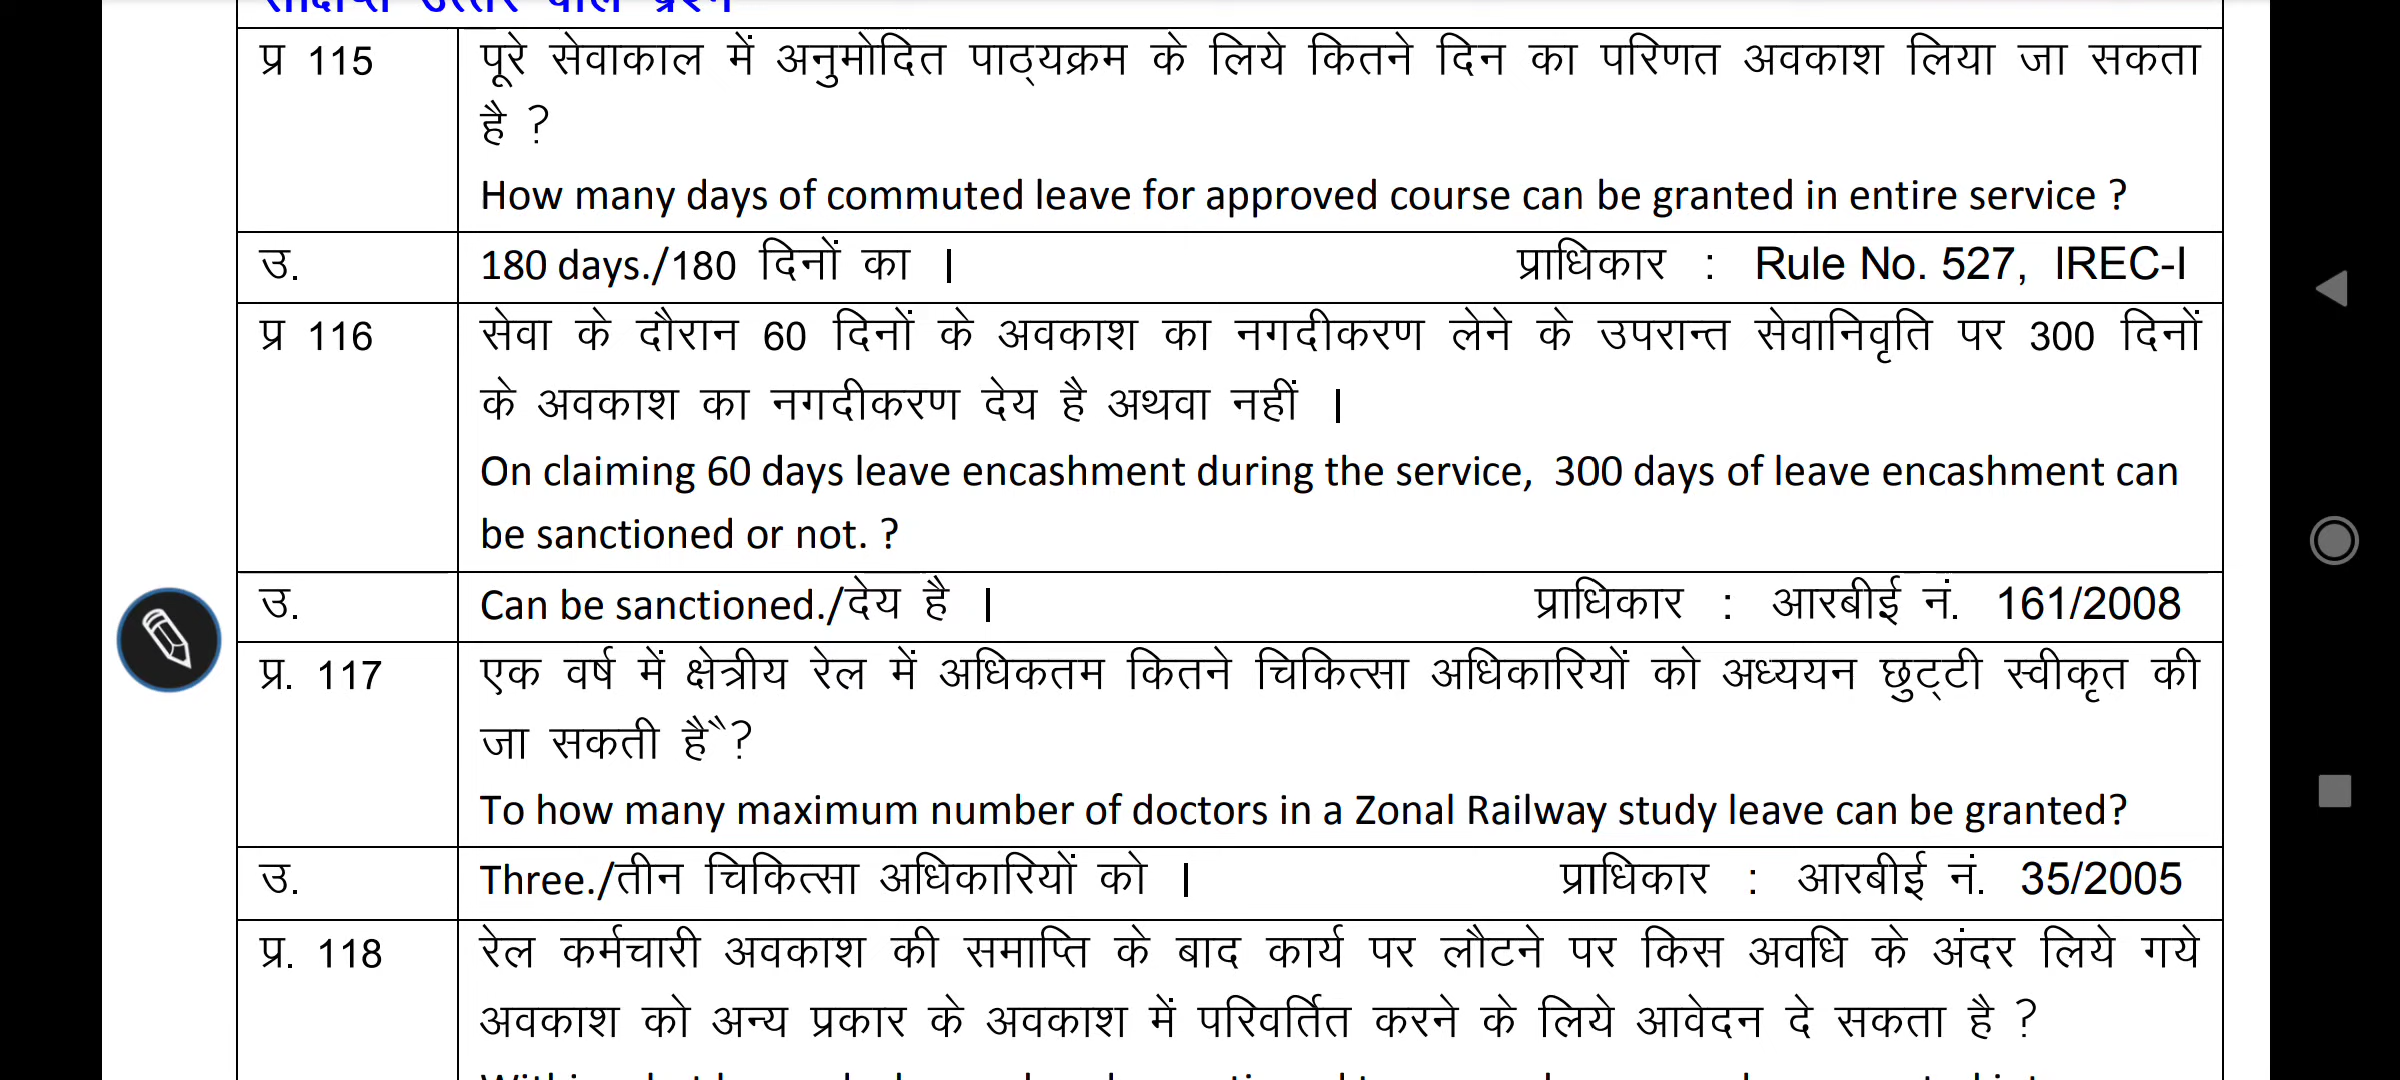 संक्षिप्त उत्तर वाले प्रश्न
प्र 115 पूरे सेवाकाल में अनुमोदित पाठ्यक्रम के लिये कितने दिन का परिणत अवकाश लिया जा सकता
है ?
How many days of commuted leave for approved course can be granted in entire service ?
उ. 180 days./180 दिनों का । प्राधिकार : Rule No. 527, IREC-I
प्र 116 सेवा के दौरान 60 दिनों के अवकाश का नगदीकरण लेने के उपरान्त सेवानिवृति पर 300 दिनों
के अवकाश का नगदीकरण देय है अथवा नहीं ।
On claiming 60 days leave encashment during the service, 300 days of leave encashment can
be sanctioned or not. ?
उ. Can be sanctioned./देय है । प्राधिकार : आरबीई नं. 161/2008
प्र. 117 एक वर्ष में क्षेत्रीय रेल में अधिकतम कितने चिकित्सा अधिकारियों को अध्ययन छुट्टी स्वीकृत की
जा सकती है?
To how many maximum number of doctors in a Zonal Railway study leave can be granted?
उ. Three./तीन चिकित्सा अधिकारियों को । प्राधिकार : आरबीई नं. 35/2005
प्र. 118 रेल कर्मचारी अवकाश की समाप्ति के बाद कार्य पर लौटने पर किस अवधि के अंदर लिये गये
अवकाश को अन्य प्रकार के अवकाश में परिवर्तित करने के लिये आवेदन दे सकता है ?